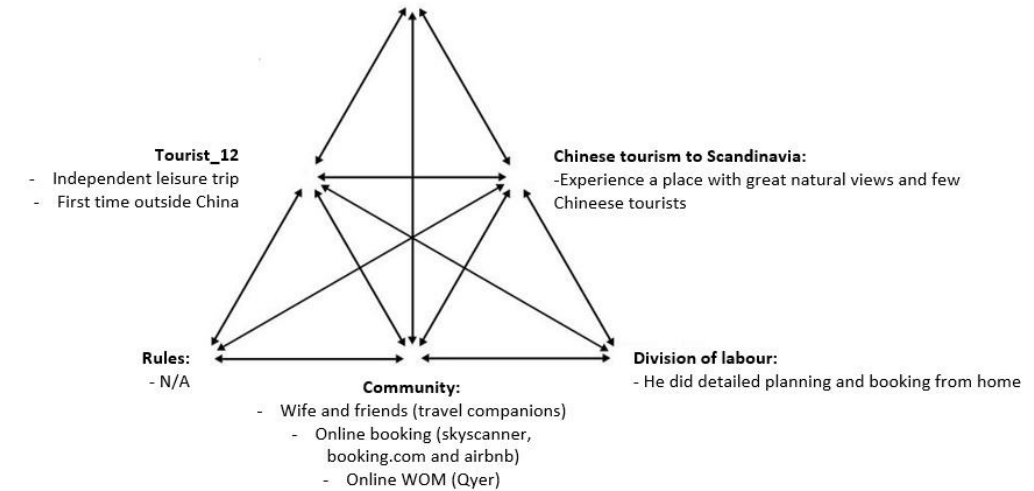 Tourist_12
- Independent leisure trip
- First time outside China
Chinese tourism to Scandinavia:
-Experience a place with great natural views and few
Chineese tourists
Rules:
- N/A
Community:
- Wife and friends (travel companions)
- Online booking (skyscanner,
booking.com and airbnb)
- Online WOM (Qyer)
Division of labour:
- He did detailed planning and booking from home